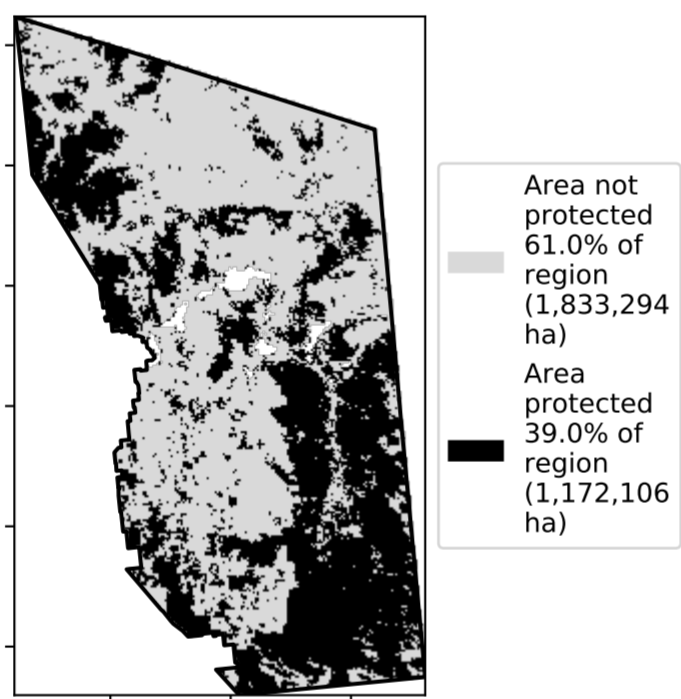 Area not
protected
61.0% of
region
(1,833,294
ha)
Area
protected
39.0% of
region
(1,172,106
ha)